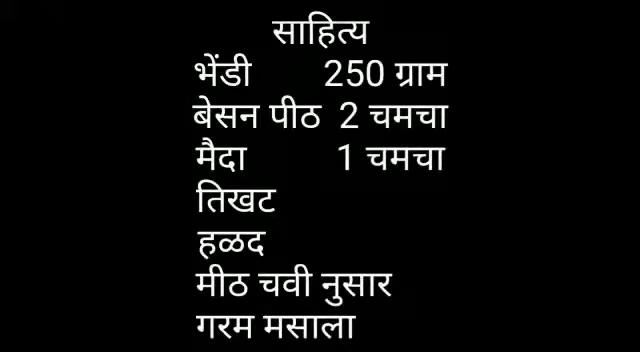 साहित्य
भेंडी 250 ग्राम
बेसन पीठ 2 चमचा
मैदा 1 चमचा
तिखट
हळद
मीठ चवी नुसार
गरम मसाला